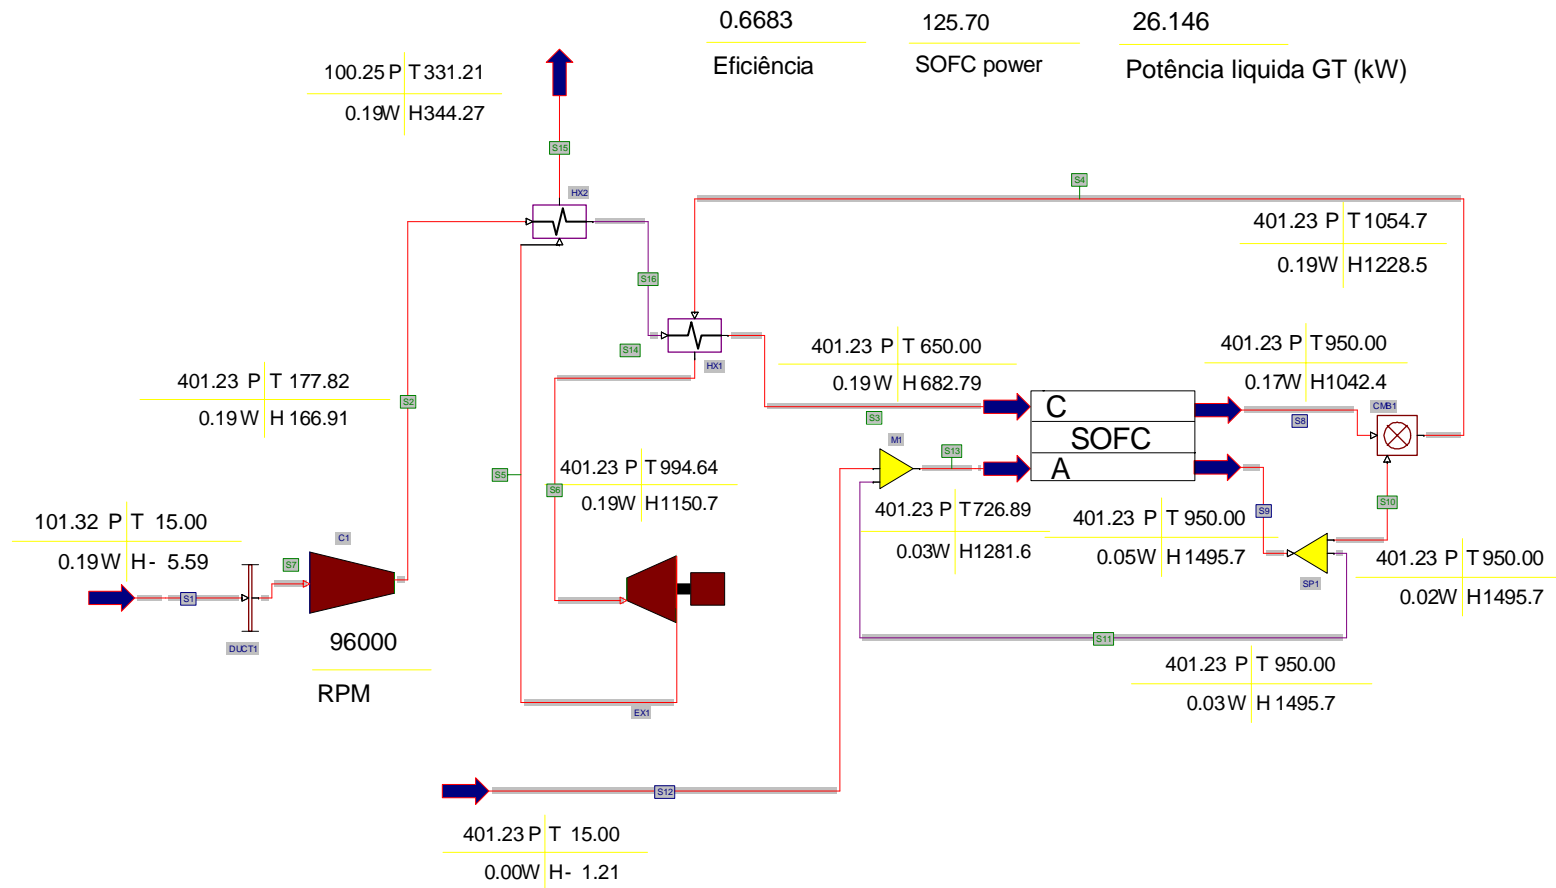 0.6683
Eficiência
125.70
SOFC power
26.146
Potência liquida GT (kW)
100.25 P T 331.21
0.19W H344.27
S15
HX2
S4
401.23 P T1054.7
0.19W H1228.5
S16
S14
HX1
401.23 P T 650.00
0.19W H 682.79
S3
401.23 P T950.00
0.17W H1042.4
S8
CMB1
401.23 P T 177.82
0.19W H 166.91
S2
C
SOFC
A
M1
S13
S5
401.23 P T994.64
0.19W H1150.7
S6
401.23 P T726.89
0.03W H1281.6
401.23 P T 950.00
0.05W H1495.7
S9
S10
SP1
401.23 P T950.00
0.02W H1495.7
101.32 P T 15.00
0.19W H- 5.59
S1
DUCT1
S7
C1
96000
RPM
EX1
S11
401.23 P T 950.00
0.03W H 1495.7
S12
401.23 P T 15.00
0.00W H- 1.21